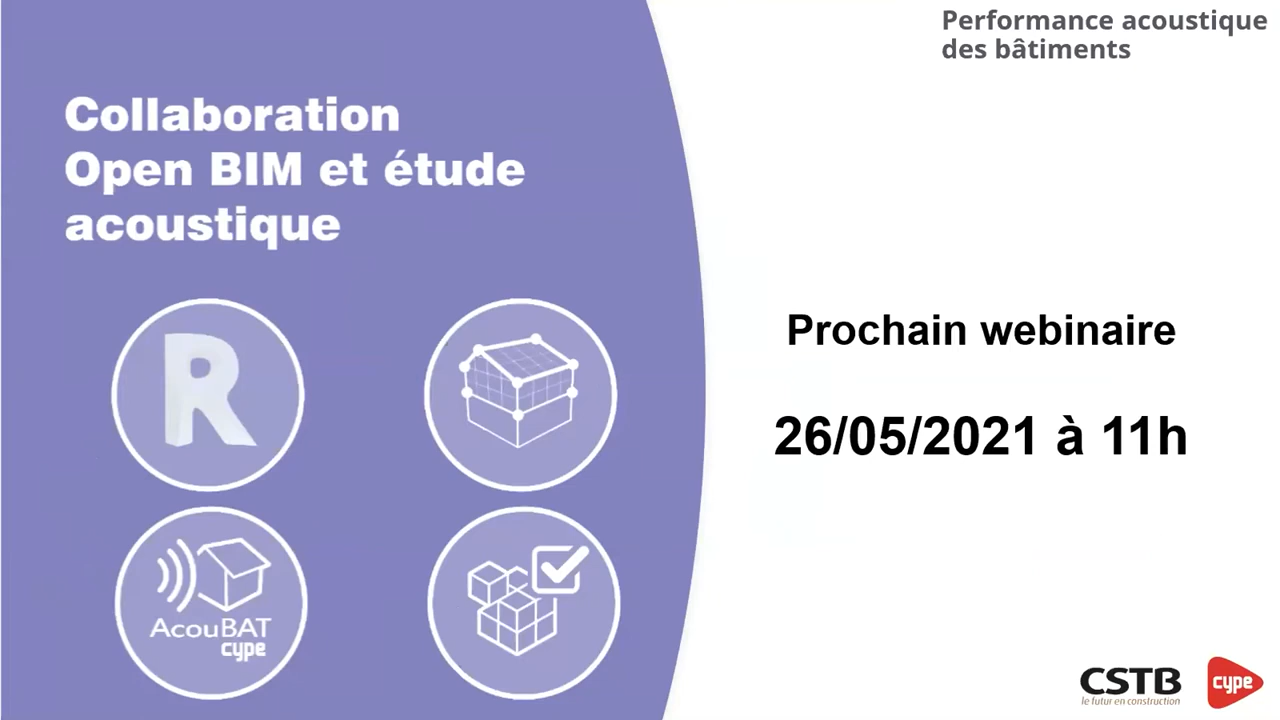 Performance acoustique
des bâtiments
Collaboration
Open BIM et étude
acoustique
R
AcouBAT
cype
Prochain webinaire
26/05/2021 à 11h
CSTB
le futur en construction
cype